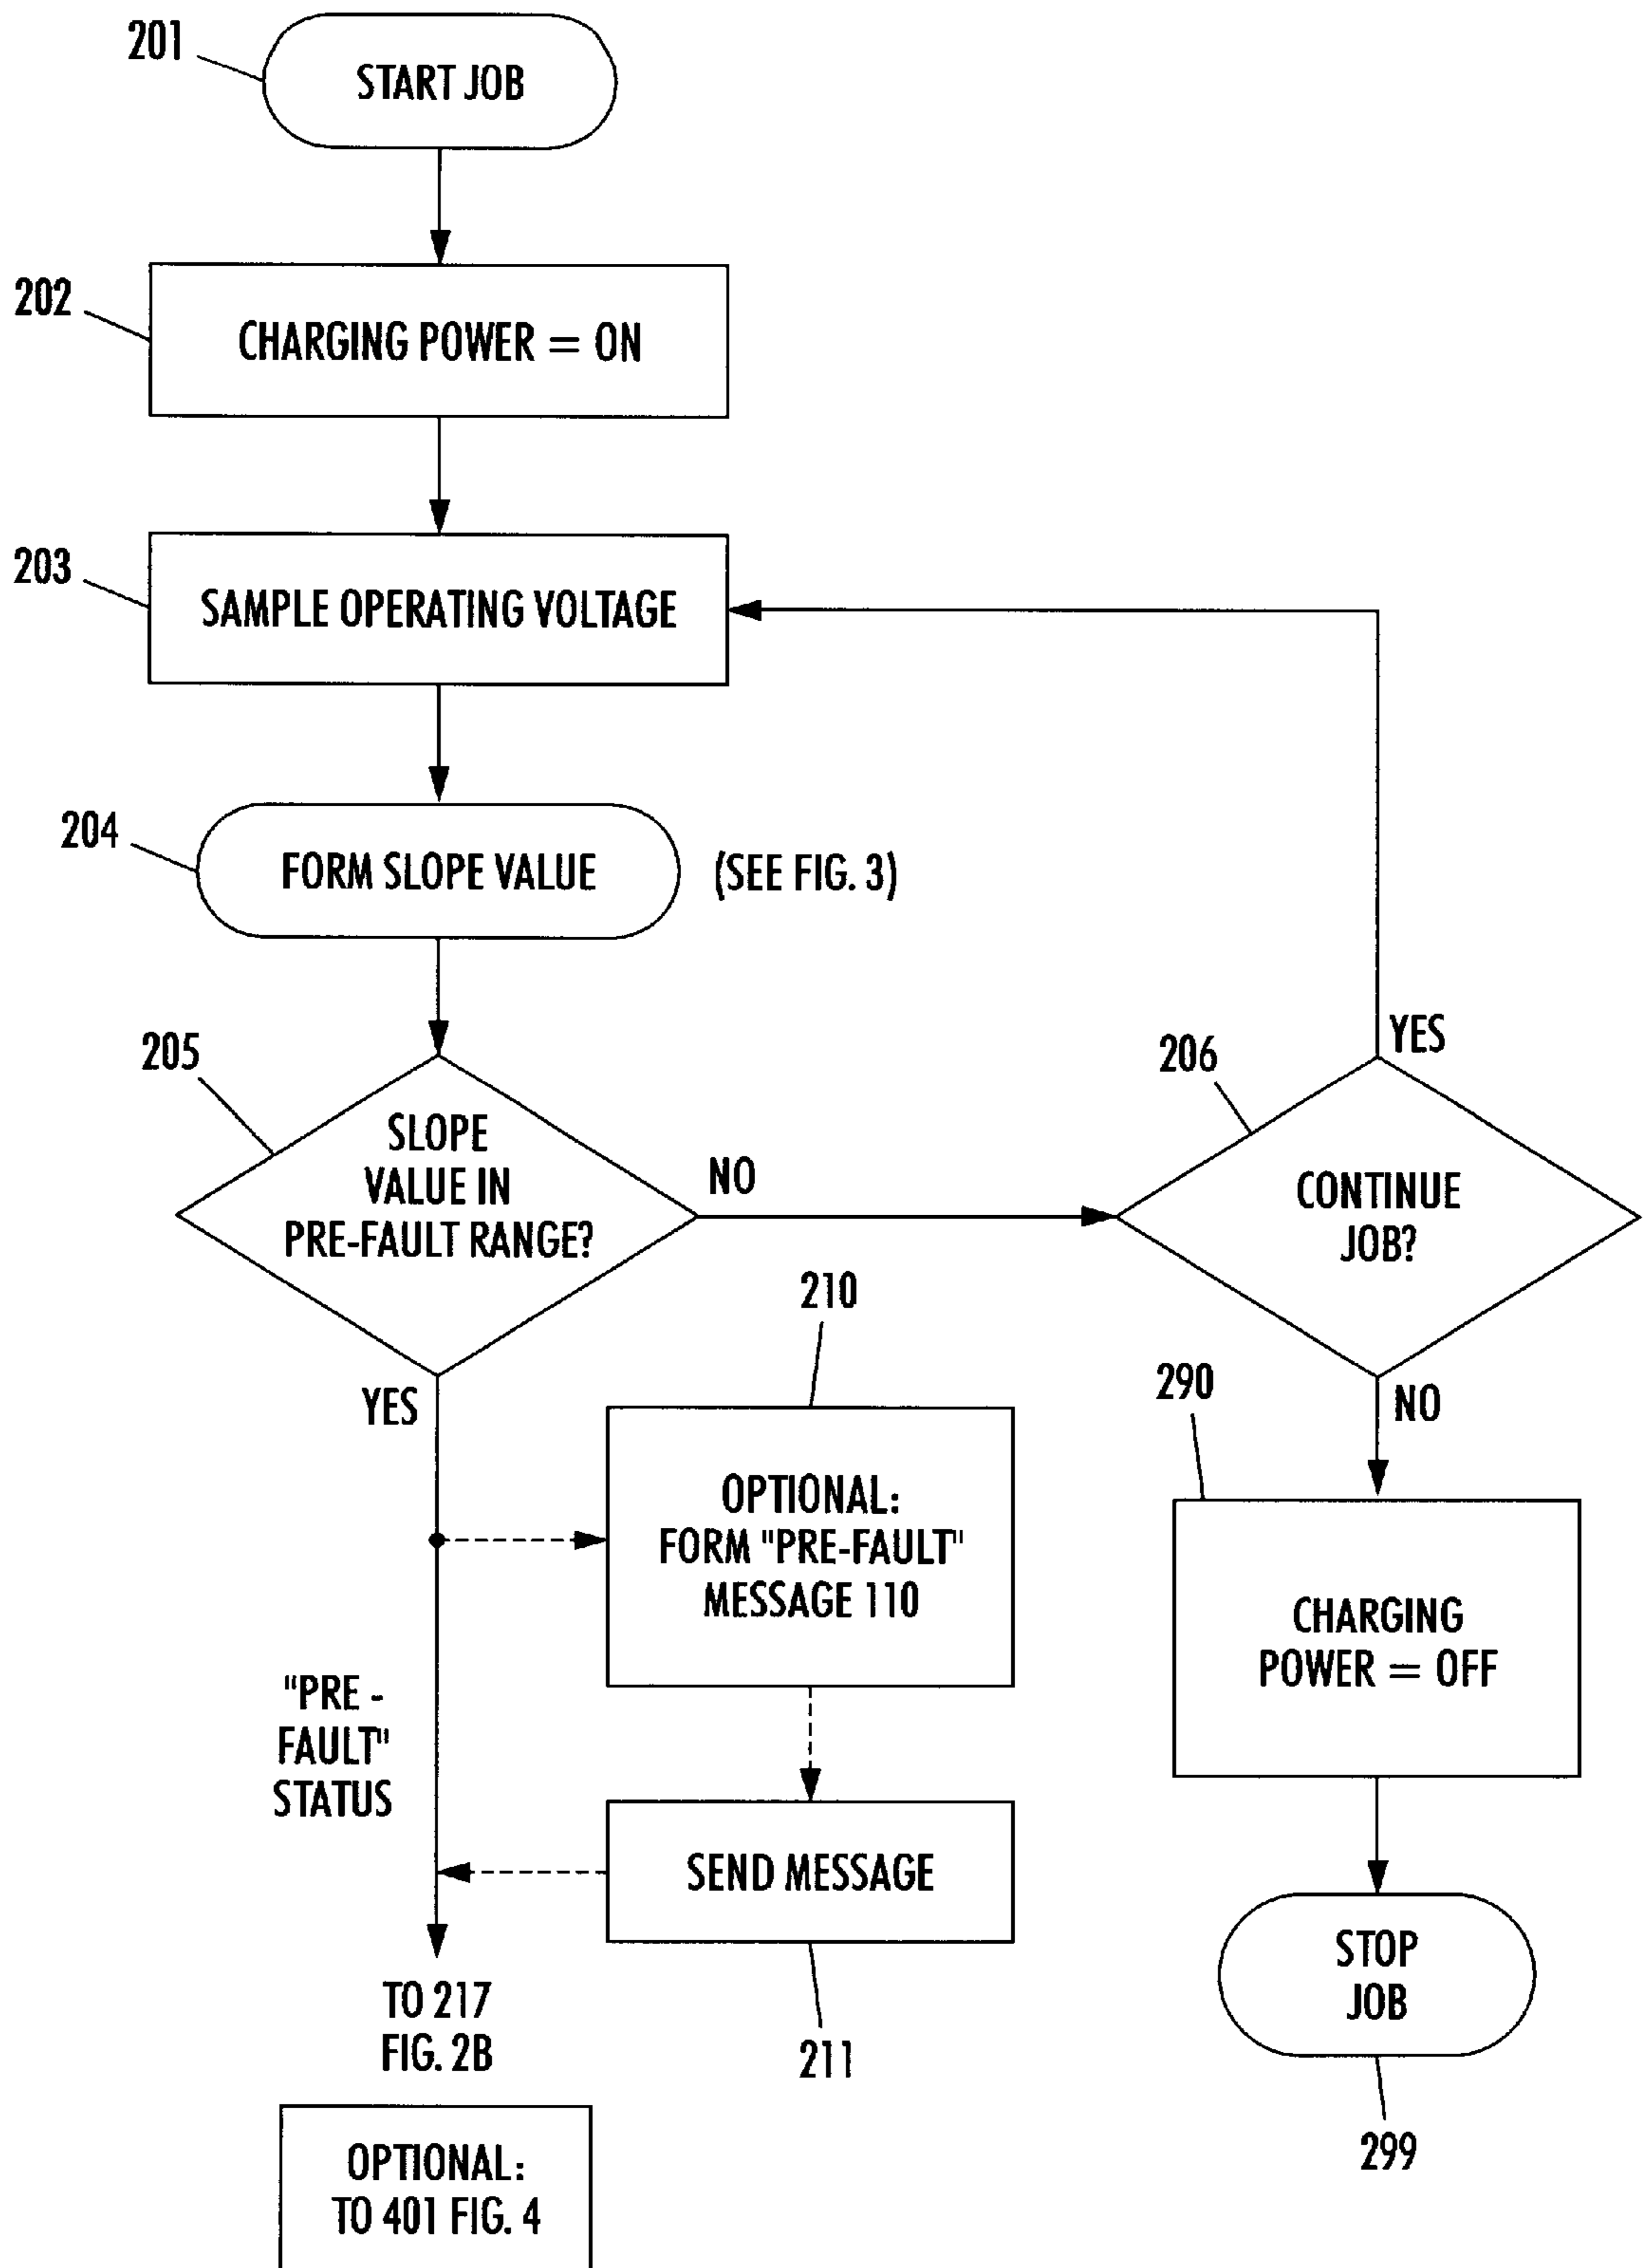 201
START JOB
202
CHARGING POWER = ON
203
SAMPLE OPERATING VOLTAGE
204
FORM SLOPE VALUE
(SEE FIG. 3)
205
SLOPE
VALUE IN
PRE-FAULT RANGE?
NO
YES
206
YES
CONTINUE
JOB?
NO
210
OPTIONAL:
FORM "PRE-FAULT"
MESSAGE 110
290
CHARGING
POWER = OFF
"PRE -
FAULT"
STATUS
SEND MESSAGE
211
STOP
JOB
299
TO 217
FIG. 2B
OPTIONAL:
TO 401 FIG. 4